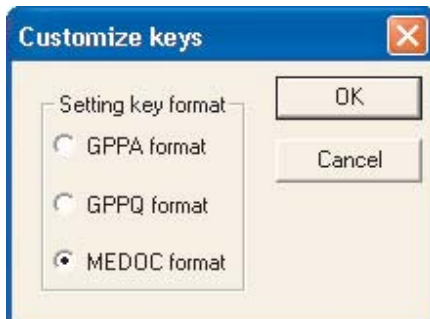 Customize keys
Setting key format
GPPA format
GPPQ format
MEDOC format
OK
Cancel